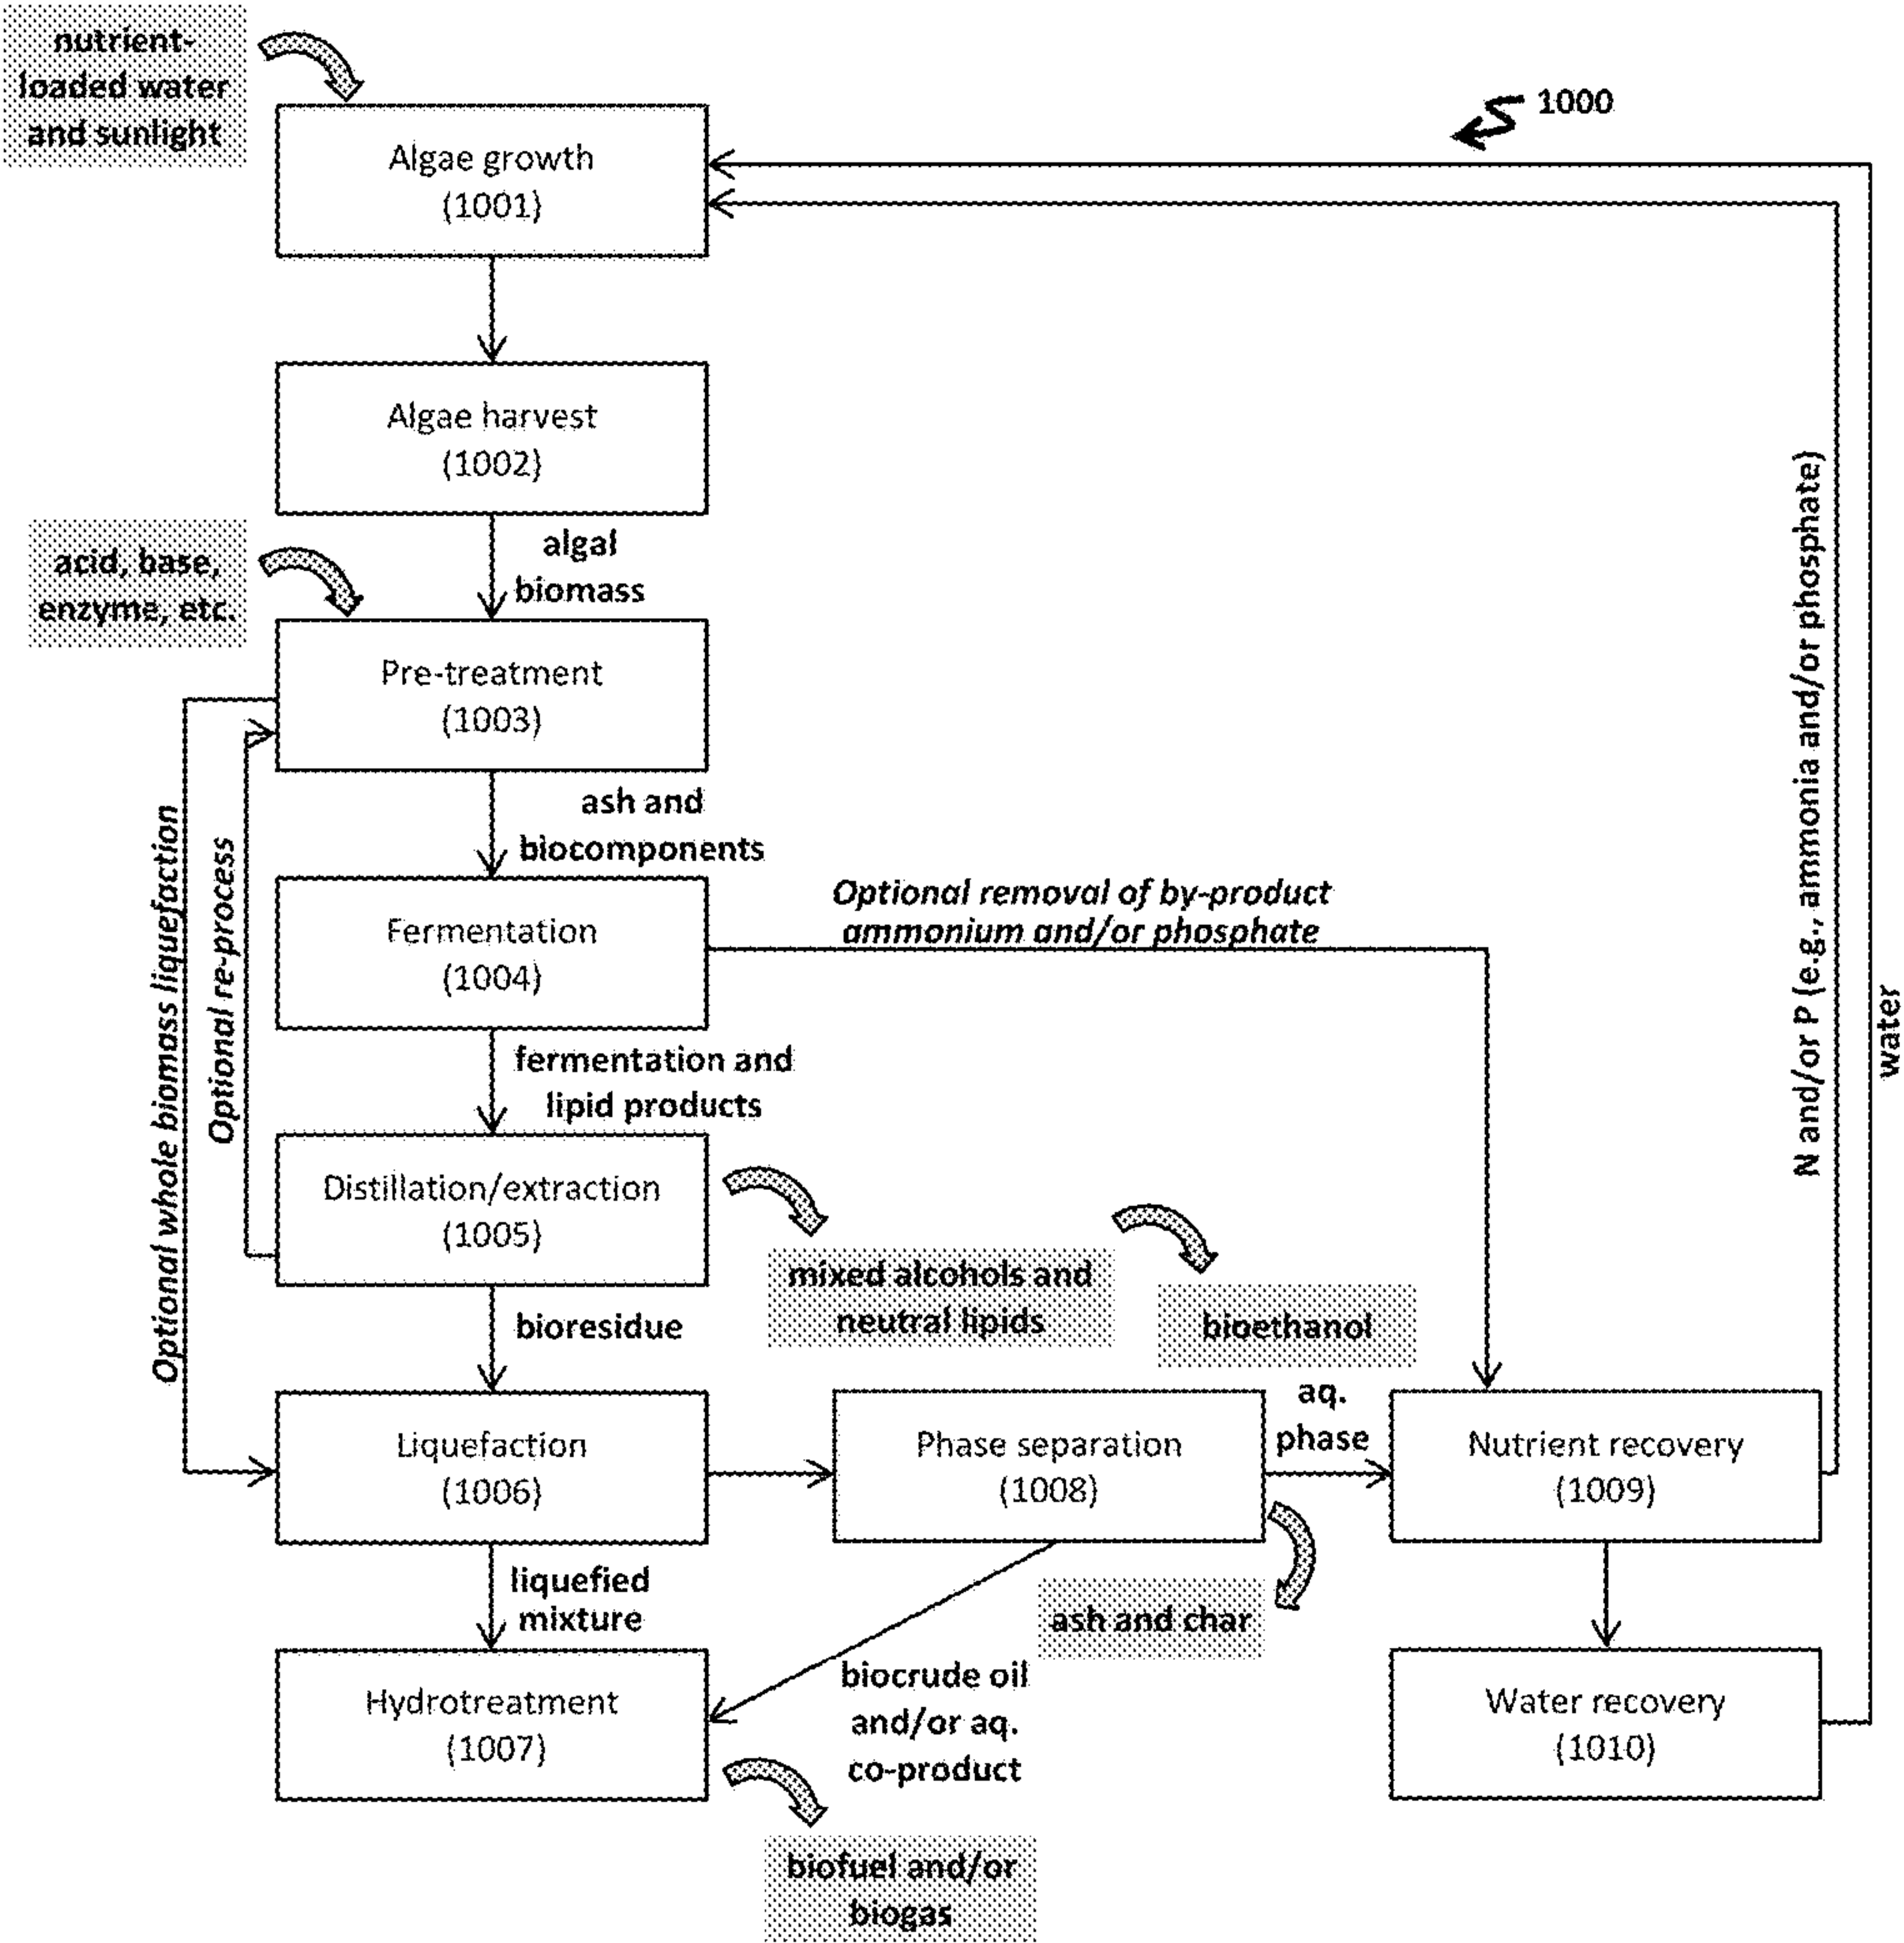 nutrient-
loaded water
and sunlight
1000
Algae growth
(1001)
Algae harvest
(1002)
algal
biomass
acid, base,
enzyme, etc.
Pre-treatment
(1003)
ash and
biocomponents
Optional whole biomass liquefaction
Optional re-process
Fermentation
(1004)
Optional removal of by-product
ammonium and/or phosphate
N and/or P (e.g., ammonia and/or phosphate)
water
fermentation and
lipid products
Distillation/extraction
(1005)
mixed alcohols and
neutral lipids
bioethanol
bioresidue
aq.
phase
Liquefaction
(1006)
Phase separation
(1008)
Nutrient recovery
(1009)
liquefied
mixture
ash and char
biocrude oil
and/or aq.
co-product
Hydrotreatment
(1007)
Water recovery
(1010)
biofuel and/or
biogas